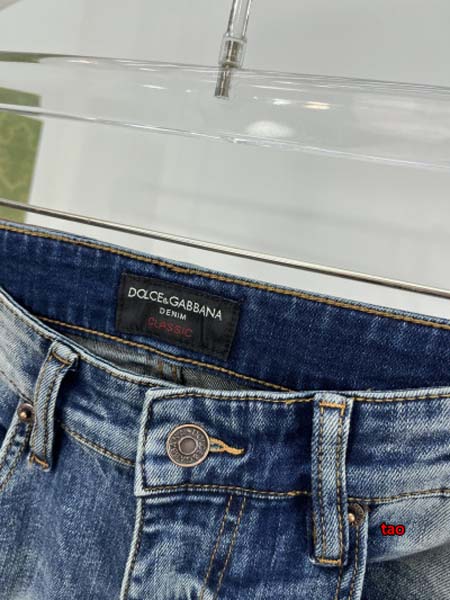 DOLCE&GABBANA
DENIM
CLASSIC
tao